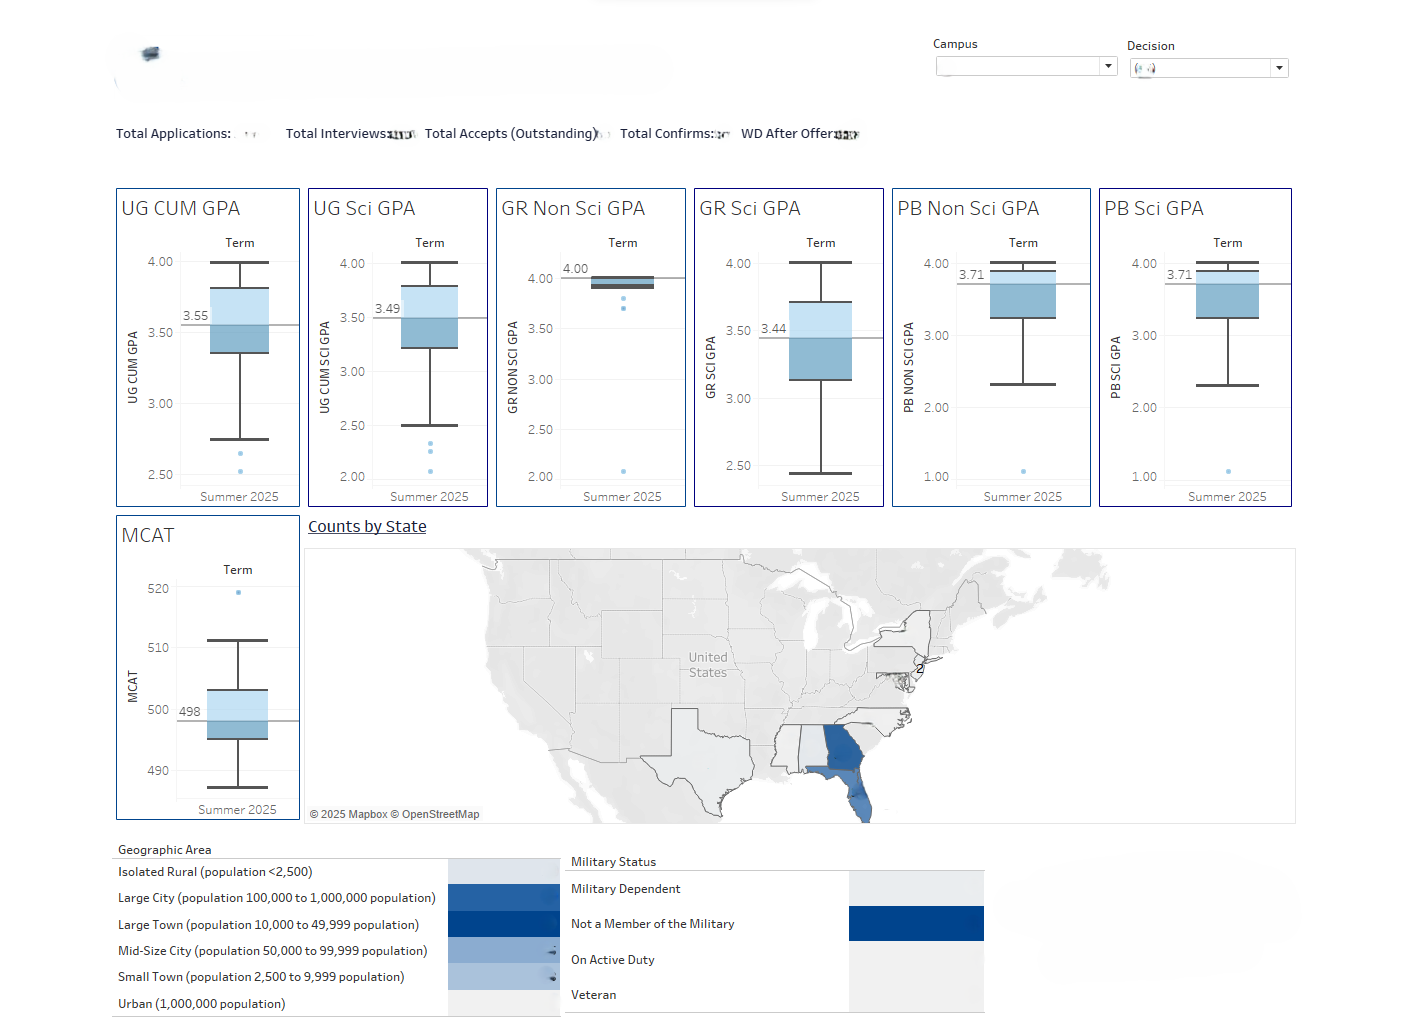 Campus
Decision
Total Applications:
Total Interviews:
Total Accepts (Outstanding)
Total Confirms:
WD After Offer:
UG CUM GPA
Term
4.00
3.55
3.50
3.00
2.50
UG CUM GPA
Summer 2025
UG Sci GPA
Term
4.00
3.49
3.50
3.00
2.50
2.00
UG CUM SCI GPA
Summer 2025
GR Non Sci GPA
Term
4.00
4.00
3.50
3.00
2.50
2.00
GR NON SCI GPA
Summer 2025
GR Sci GPA
Term
4.00
3.50
3.44
3.00
2.50
GR SCI GPA
Summer 2025
PB Non Sci GPA
Term
4.00
3.71
3.00
2.00
1.00
PB NON SCI GPA
Summer 2025
PB Sci GPA
Term
4.00
3.71
3.00
2.00
1.00
PB SCI GPA
Summer 2025
MCAT
Term
520
510
500
498
490
MCAT
Summer 2025
Counts by State
United
States
2
© 2025 Mapbox © OpenStreetMap
Geographic Area
Isolated Rural (population <2,500)
Large City (population 100,000 to 1,000,000 population)
Large Town (population 10,000 to 49,999 population)
Mid-Size City (population 50,000 to 99,999 population)
Small Town (population 2,500 to 9,999 population)
Urban (1,000,000 population)
Military Status
Military Dependent
Not a Member of the Military
On Active Duty
Veteran